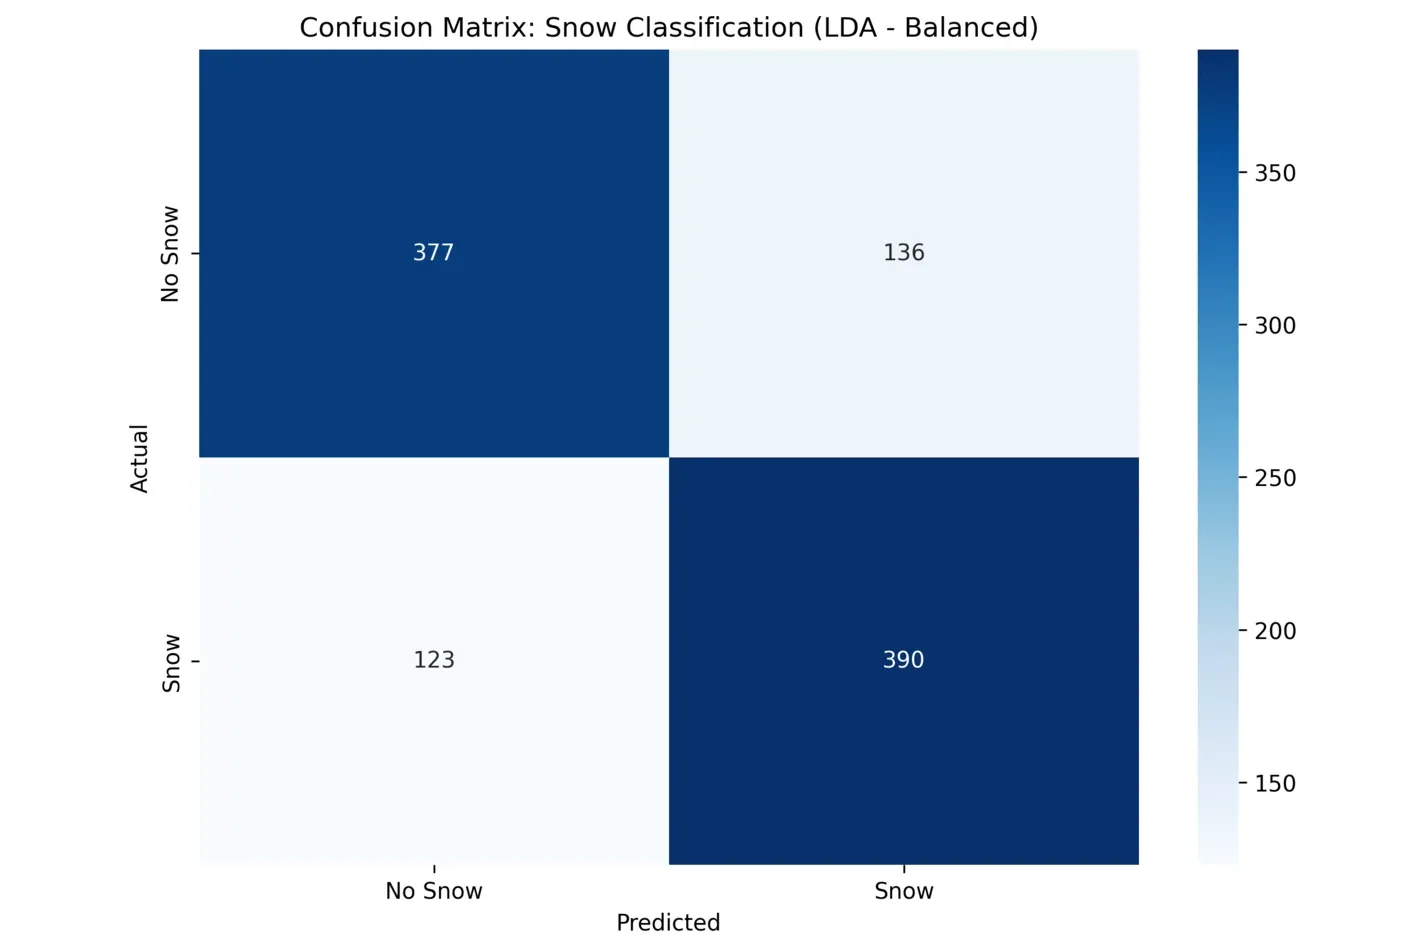 Confusion Matrix: Snow Classification (LDA - Balanced)
No Snow
377
136
350
300
Actual
250
200
Snow
123
390
150
No Snow
Snow
Predicted